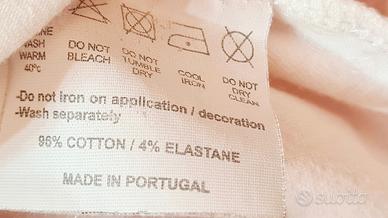 WASH
WARM
40°C
DO NOT
BLEACH
DO NOT
TUMBLE
DRY
COOL
IRON
DO NOT
DRY
CLEAN
-Do not iron on application / decoration
-Wash separately
96% COTTON / 4% ELASTANE
MADE IN PORTUGAL
subito